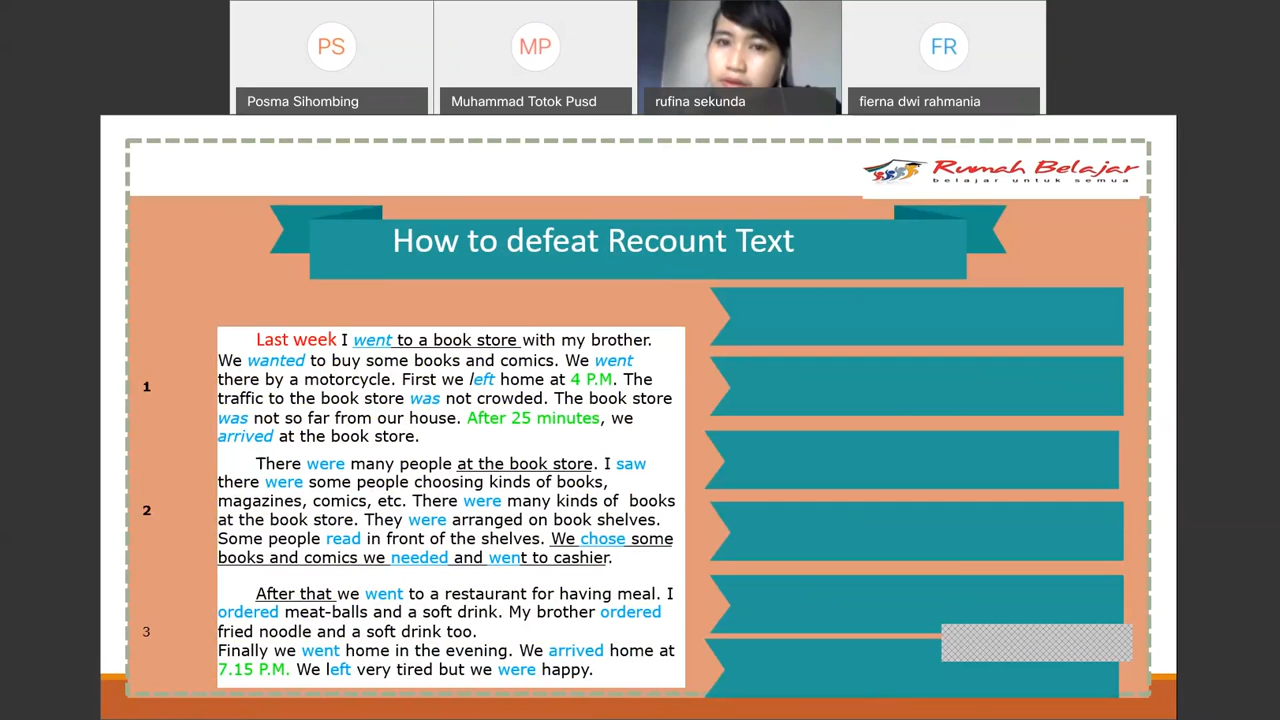 PS
MP
FR
Posma Sihombing
Muhammad Totok Pusd
rufina sekunda
fierna dwi rahmania
Rumah Belajar
belajar untuk semua
How to defeat Recount Text
1
Last week I went to a book store with my brother.
We wanted to buy some books and comics. We went
there by a motorcycle. First we left home at 4 P.M. The
traffic to the book store was not crowded. The book store
was not so far from our house. After 25 minutes, we
arrived at the book store.
2
There were many people at the book store. I saw
there were some people choosing kinds of books,
magazines, comics, etc. There were many kinds of books
at the book store. They were arranged on book shelves.
Some people read in front of the shelves. We chose some
books and comics we needed and went to cashier.
3
After that we went to a restaurant for having meal. I
ordered meat-balls and a soft drink. My brother ordered
fried noodle and a soft drink too.
Finally we went home in the evening. We arrived home at
7.15 P.M. We left very tired but we were happy.